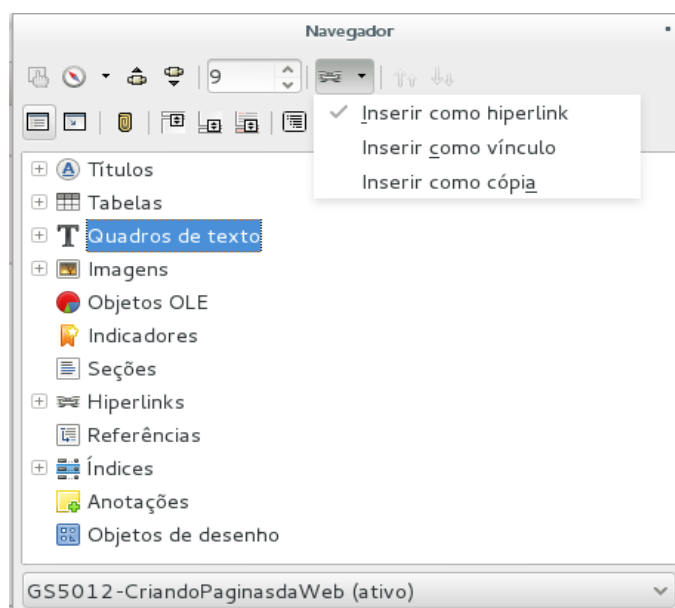 Navegador
9
Inserir como hiperlink
Inserir como vínculo
Inserir como cópia
Títulos
Tabelas
Quadros de texto
Imagens
Objetos OLE
Indicadores
Seções
Hiperlinks
Referências
Índices
Anotações
Objetos de desenho
GS5012-CriandoPaginasdaWeb (ativo)